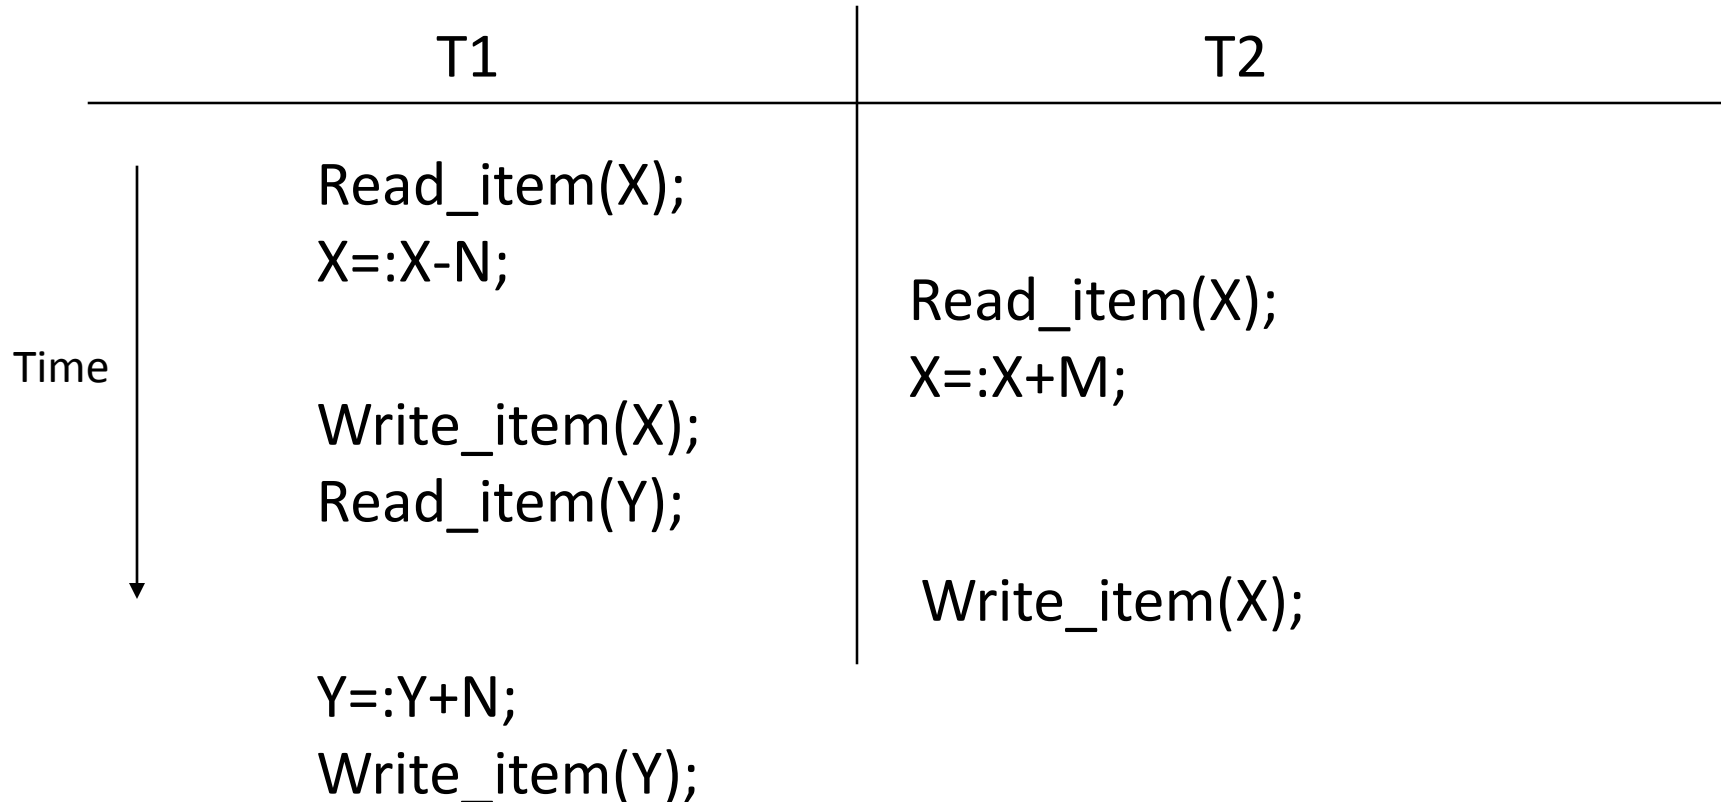 T1 T2
Read_item(X);
X=:X-N;
Read_item(X);
Time
X=:X+M;
Write_item(X);
Read_item(Y);
Write_item(X);
Y=:Y+N;
Write_item(Y);